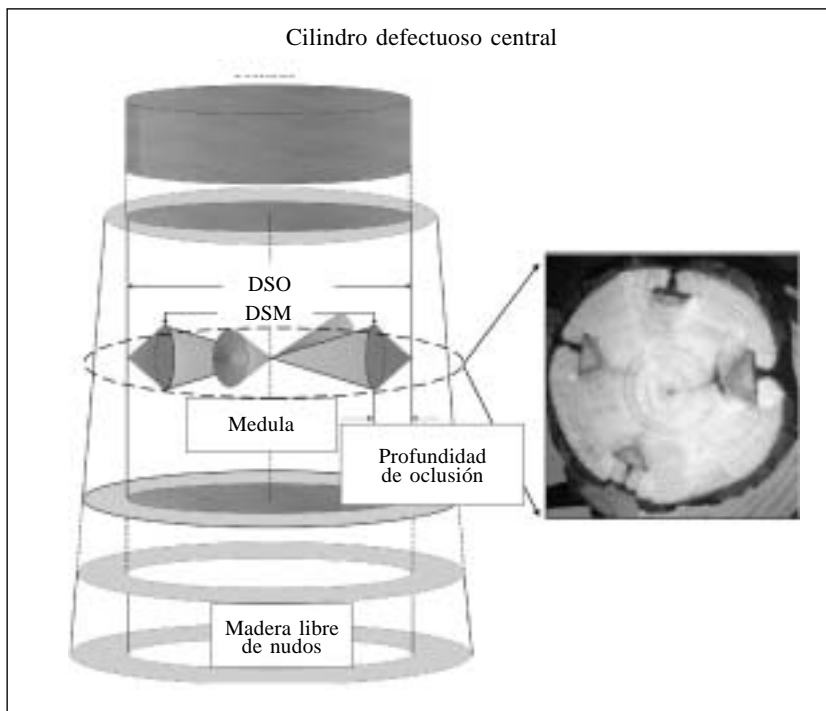 Cilindro defectuoso central
DSO
DSM
Medula
Profundidad
de oclusión
Madera libre
de nudos